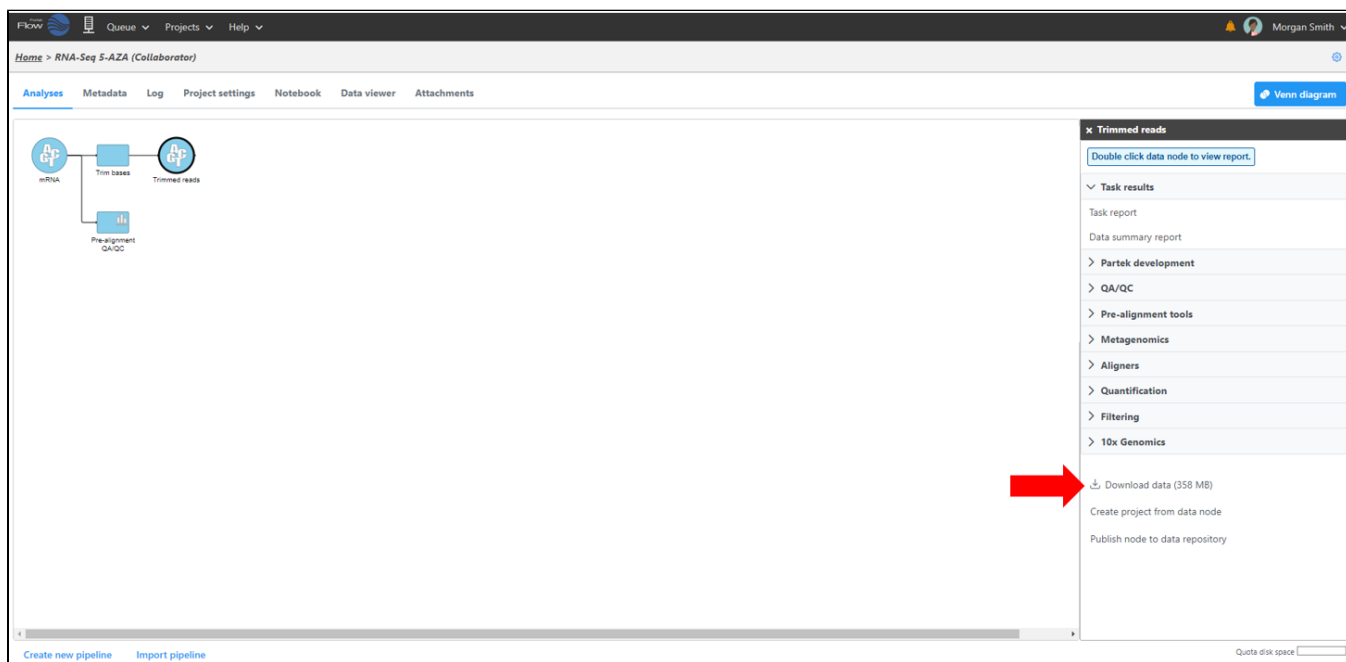 Flow Queue Projects Help Morgan Smith
Home > RNA-Seq 5-AZA (Collaborator)
Analyses Metadata Log Project settings Notebook Data viewer Attachments Venn diagram
mRNA
Trim bases
Trimmed reads
Pre-alignment
QA/QC
x Trimmed reads
Double click data node to view report.
Task results
Task report
Data summary report
Partek development
QA/QC
Pre-alignment tools
Metagenomics
Aligners
Quantification
Filtering
10x Genomics
Download data (358 MB)
Create project from data node
Publish node to data repository
Create new pipeline Import pipeline Quota disk space